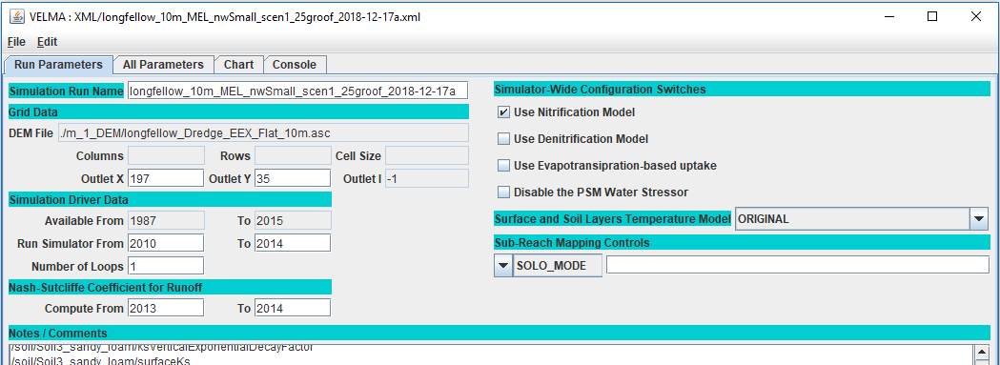 VELMA : XML/longfellow_10m_MEL_nwSmall_scen1_25groof_2018-12-17a.xml
File Edit
Run Parameters All Parameters Chart Console
Simulation Run Name longfellow_10m_MEL_nwSmall_scen1_25groof_2018-12-17a
Grid Data
DEM File ./m_1_DEM/longfellow_Dredge_EEX_Flat_10m.asc
Columns Rows Cell Size
Outlet X 197 Outlet Y 35 Outlet I -1
Simulation Driver Data
Available From 1987 To 2015
Run Simulator From 2010 To 2014
Number of Loops 1
Nash-Sutcliffe Coefficient for Runoff
Compute From 2013 To 2014
Simulator-Wide Configuration Switches
Use Nitrification Model
Use Denitrification Model
Use Evapotransipration-based uptake
Disable the PSM Water Stressor
Surface and Soil Layers Temperature Model ORIGINAL
Sub-Reach Mapping Controls
SOLO_MODE
Notes / Comments
/soil/Soil3_sandy_loam/ksVerticalExponentialDecayFactor
/soil/Soil3_sandy_loam/surfaceKs